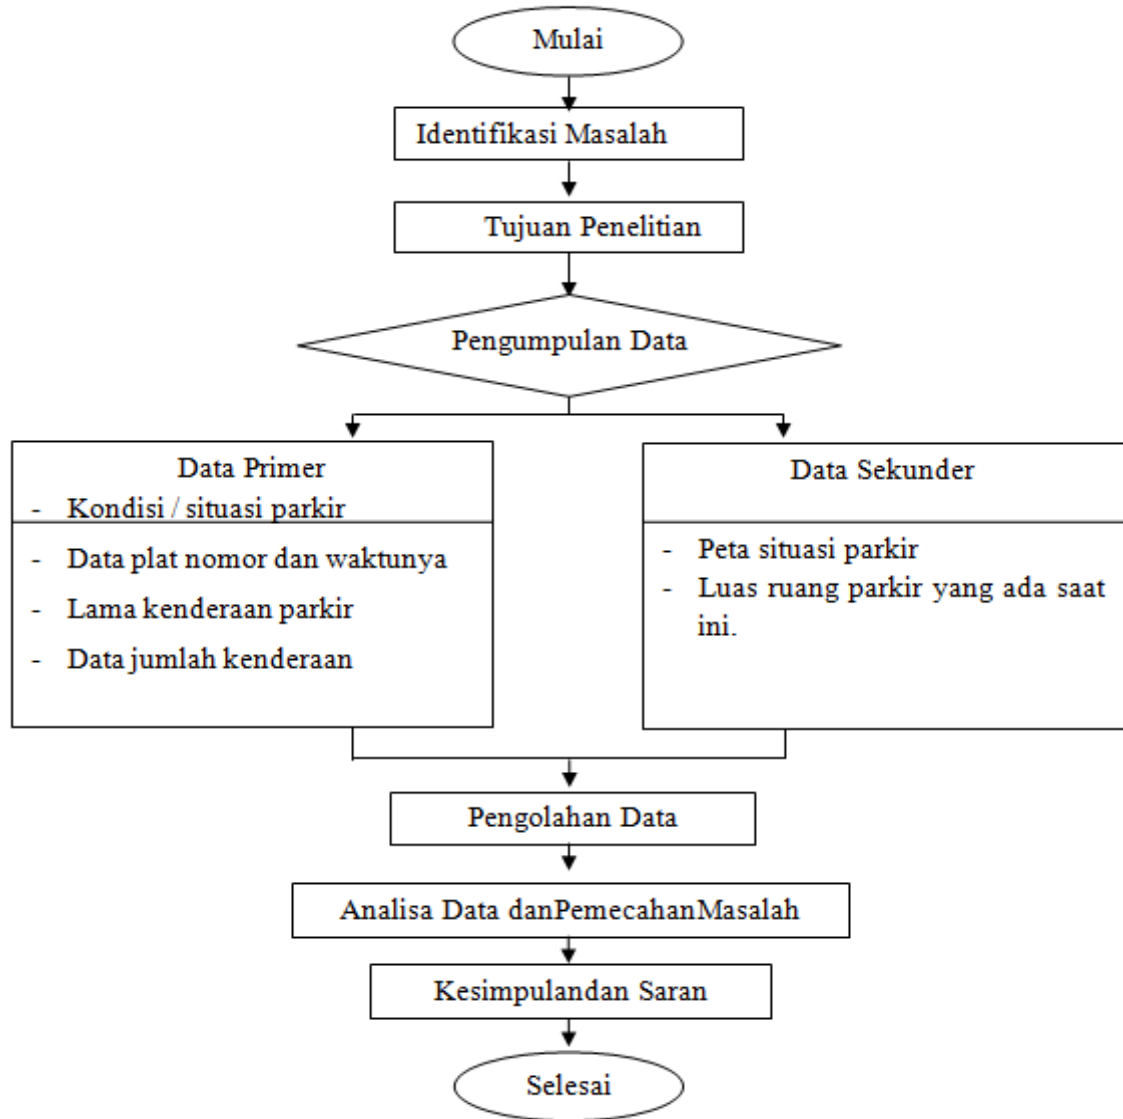 Mulai
Identifikasi Masalah
Tujuan Penelitian
Pengumpulan Data
Data Primer
- Kondisi / situasi parkir
- Data plat nomor dan waktunya
- Lama kenderaan parkir
- Data jumlah kenderaan
Data Sekunder
- Peta situasi parkir
- Luas ruang parkir yang ada saat
ini.
Pengolahan Data
Analisa Data danPemecahanMasalah
Kesimpulandan Saran
Selesai